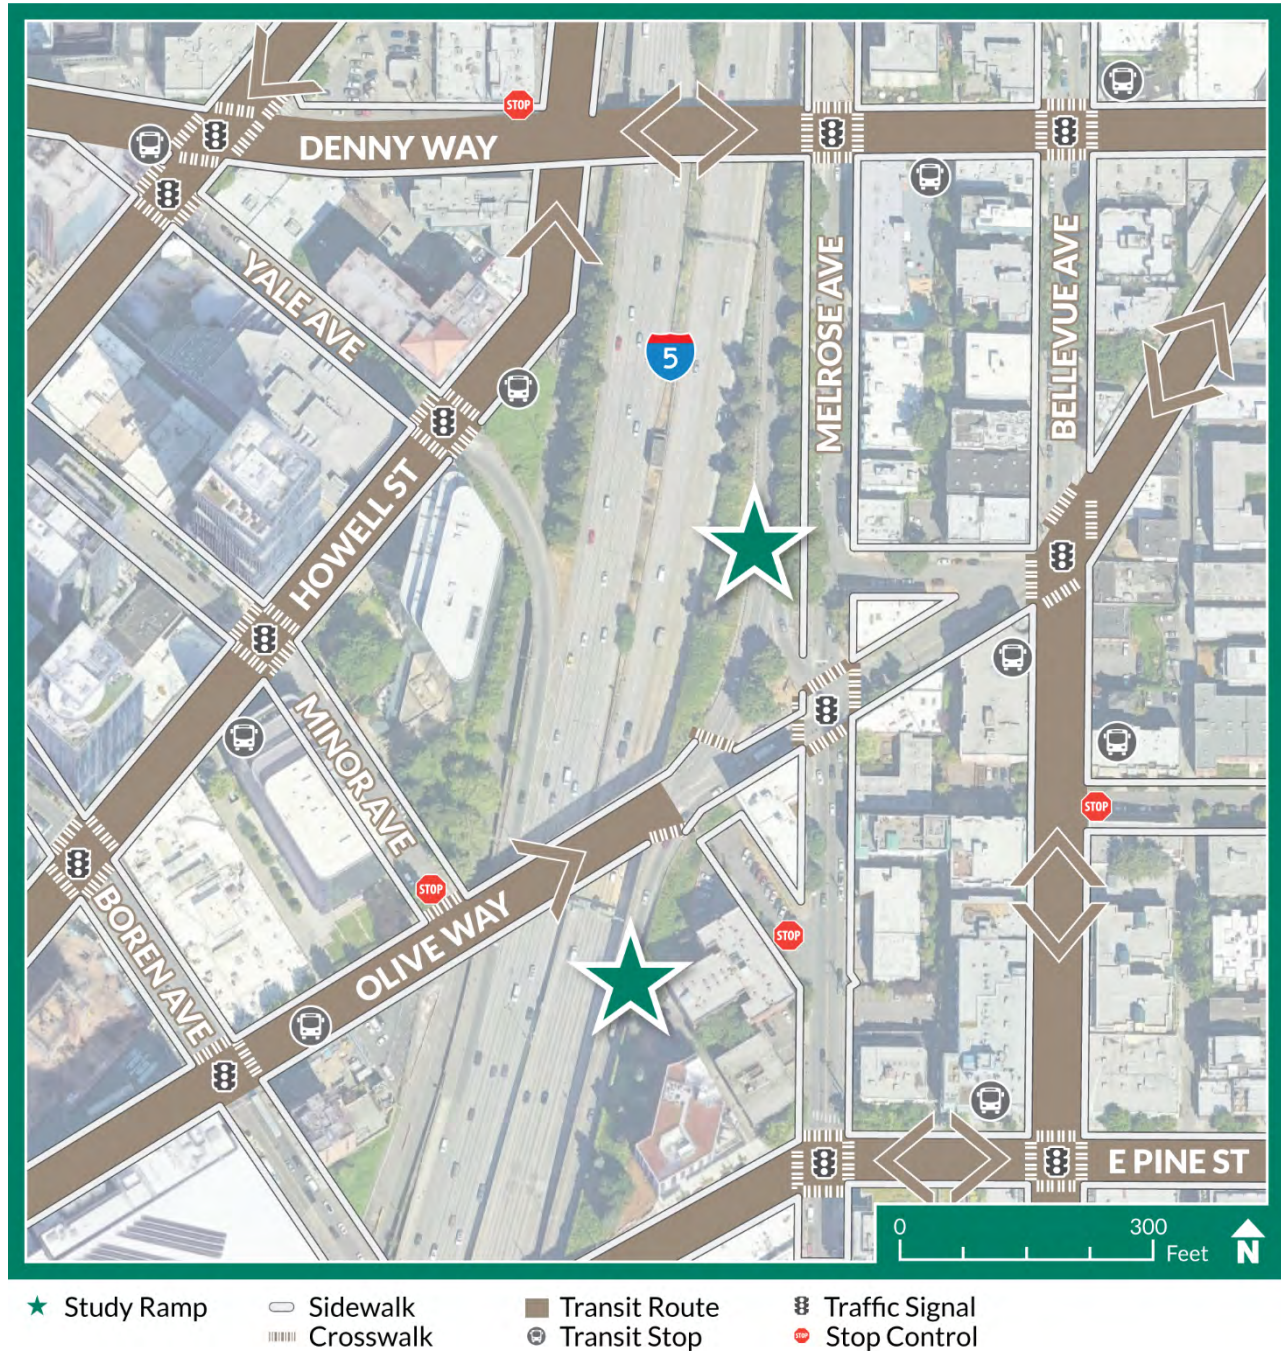 STOP
DENNY WAY
YALE AVE
5
MELROSE AVE
BELLEVUE AVE
HOWELL ST
MINOR AVE
STOP
STOP
BOREN AVE
OLIVE WAY
STOP
E PINE ST
0 300
Feet N
Study Ramp Sidewalk Transit Route Traffic Signal
Crosswalk Transit Stop STOP Stop Control